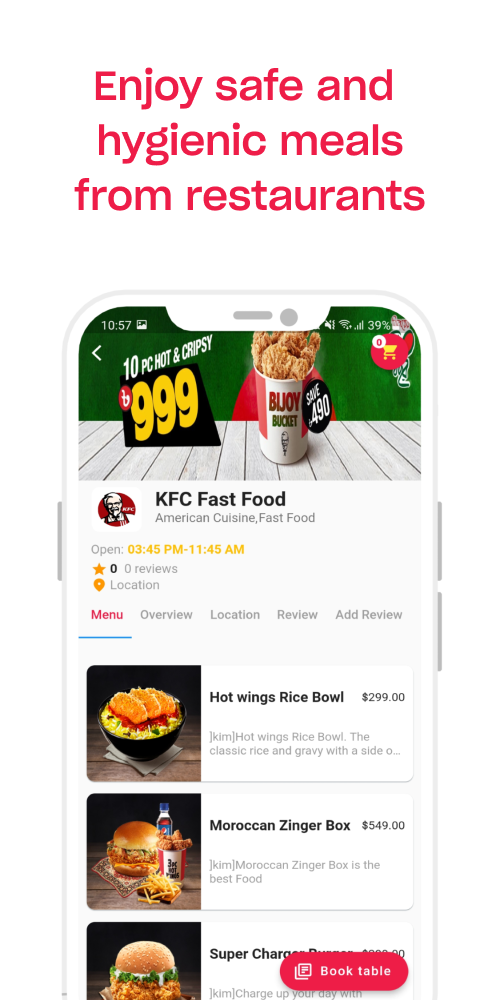 Enjoy safe and
hygienic meals
from restaurants
10:57
39%
10 PC HOT & CRIPSY
৳999
BIJOY
BUCKET
SAVE
৳490
0
KFC
KFC Fast Food
American Cuisine,Fast Food
Open: 03:45 PM-11:45 AM
0 0 reviews
Location
Menu Overview Location Review Add Review
Hot wings Rice Bowl $299.00
]kim]Hot wings Rice Bowl. The
classic rice and gravy with a side o...
Moroccan Zinger Box $549.00
]kim]Moroccan Zinger Box is the
best Food
3PC
HOT
Super Charger
Book table
]kim]Charge up your day with